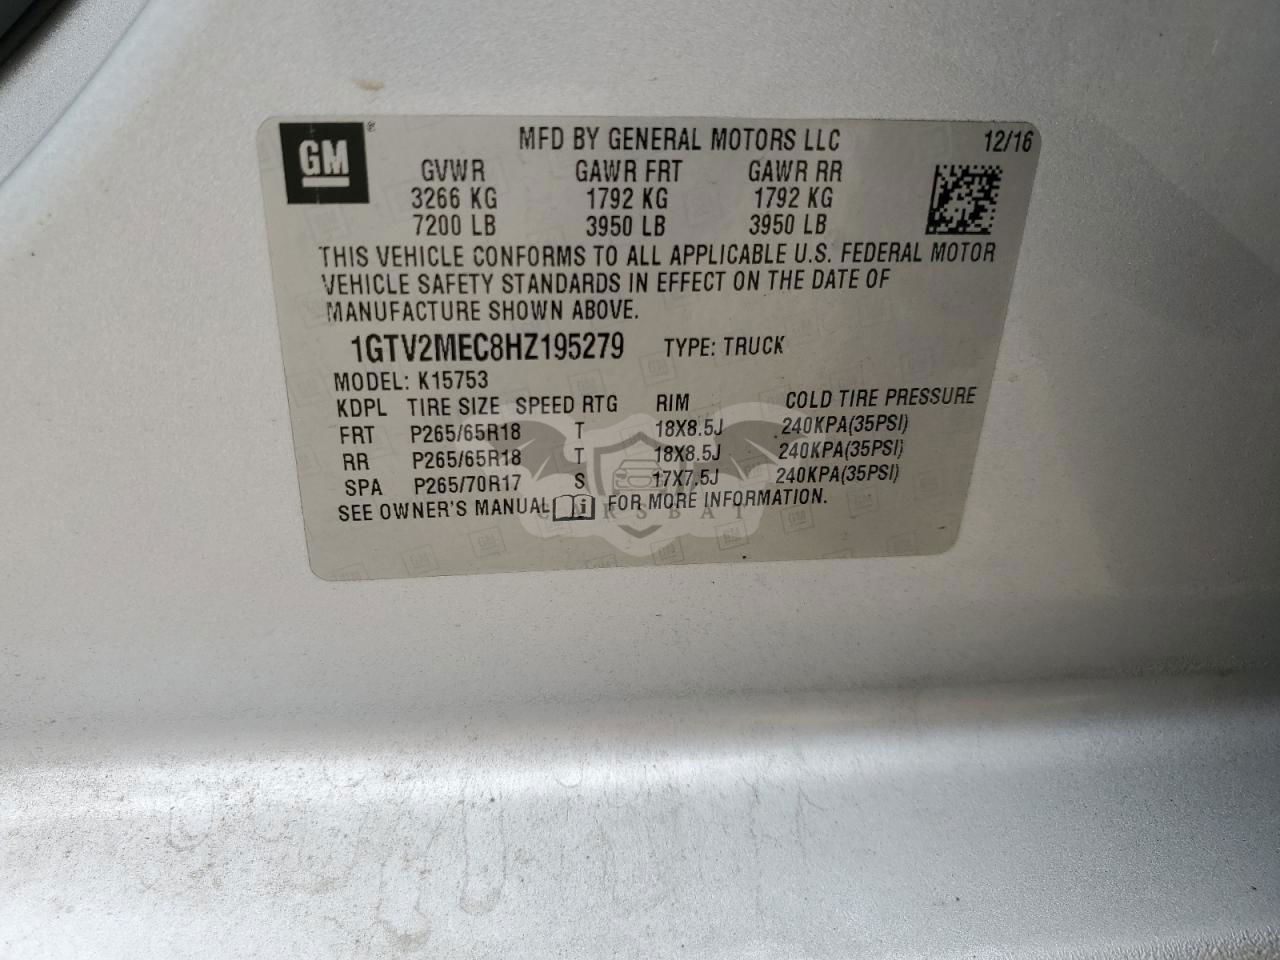 GM® MFD BY GENERAL MOTORS LLC 12/16
GVWR GAWR FRT GAWR RR
3266 KG 1792 KG 1792 KG
7200 LB 3950 LB 3950 LB
THIS VEHICLE CONFORMS TO ALL APPLICABLE U.S. FEDERAL MOTOR
VEHICLE SAFETY STANDARDS IN EFFECT ON THE DATE OF
MANUFACTURE SHOWN ABOVE.
1GTV2MEC8HZ195279 TYPE: TRUCK
MODEL: K15753
KDPL TIRE SIZE SPEED RTG RIM COLD TIRE PRESSURE
FRT P265/65R18 T 18X8.5J 240KPA(35PSI)
RR P265/65R18 T 18X8.5J 240KPA(35PSI)
SPA P265/70R17 S 17X7.5J 240KPA(35PSI)
SEE OWNER'S MANUAL i FOR MORE INFORMATION.
CARSBAT